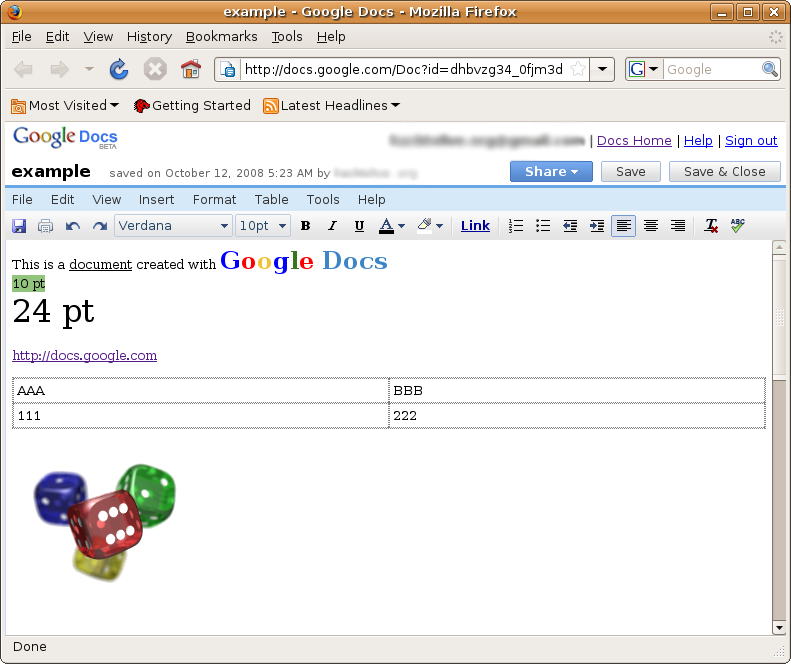 example - Google Docs - Mozilla Firefox
File Edit View History Bookmarks Tools Help
http://docs.google.com/Doc?id=dhbvzg34_0fjm3d
G Google
Most Visited Getting Started Latest Headlines
Google Docs
BETA
| Docs Home | Help | Sign out
example saved on October 12, 2008 5:23 AM by
Share Save Save & Close
File Edit View Insert Format Table Tools Help
Verdana 10pt B I U A Link T ABC
This is a document created with Google Docs
10 pt
24 pt
http://docs.google.com
AAA BBB
111 222
Done